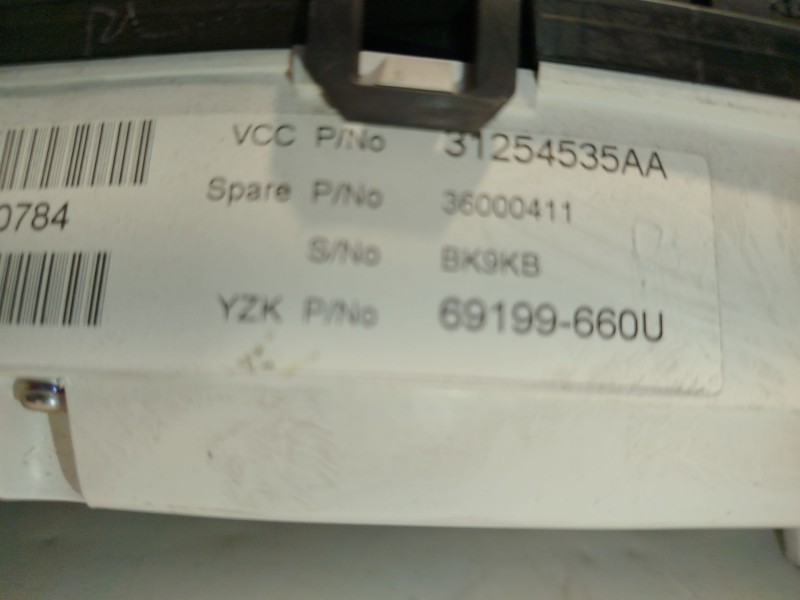 VCC P/No 31254535AA
Spare P/No 36000411
0784
S/No BK9KB
YZK P/No 69199-660U